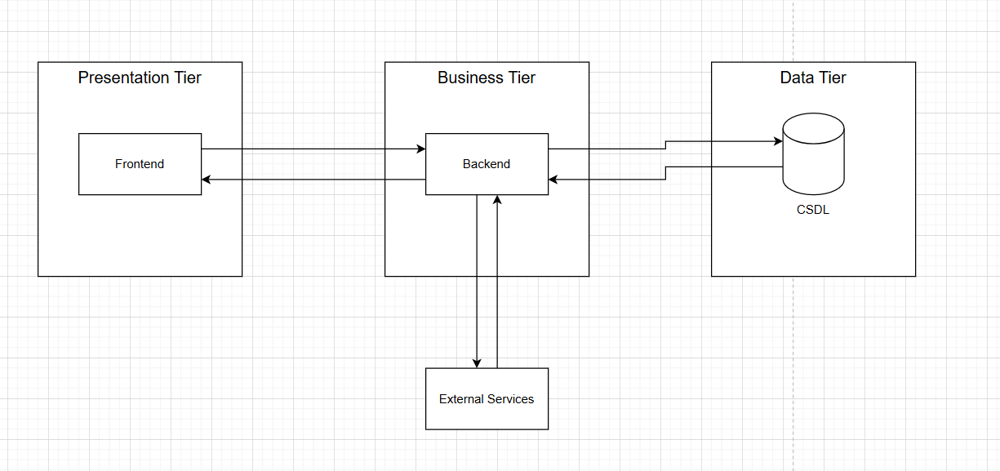 Presentation Tier
Business Tier
Data Tier
Frontend
Backend
CSDL
External Services